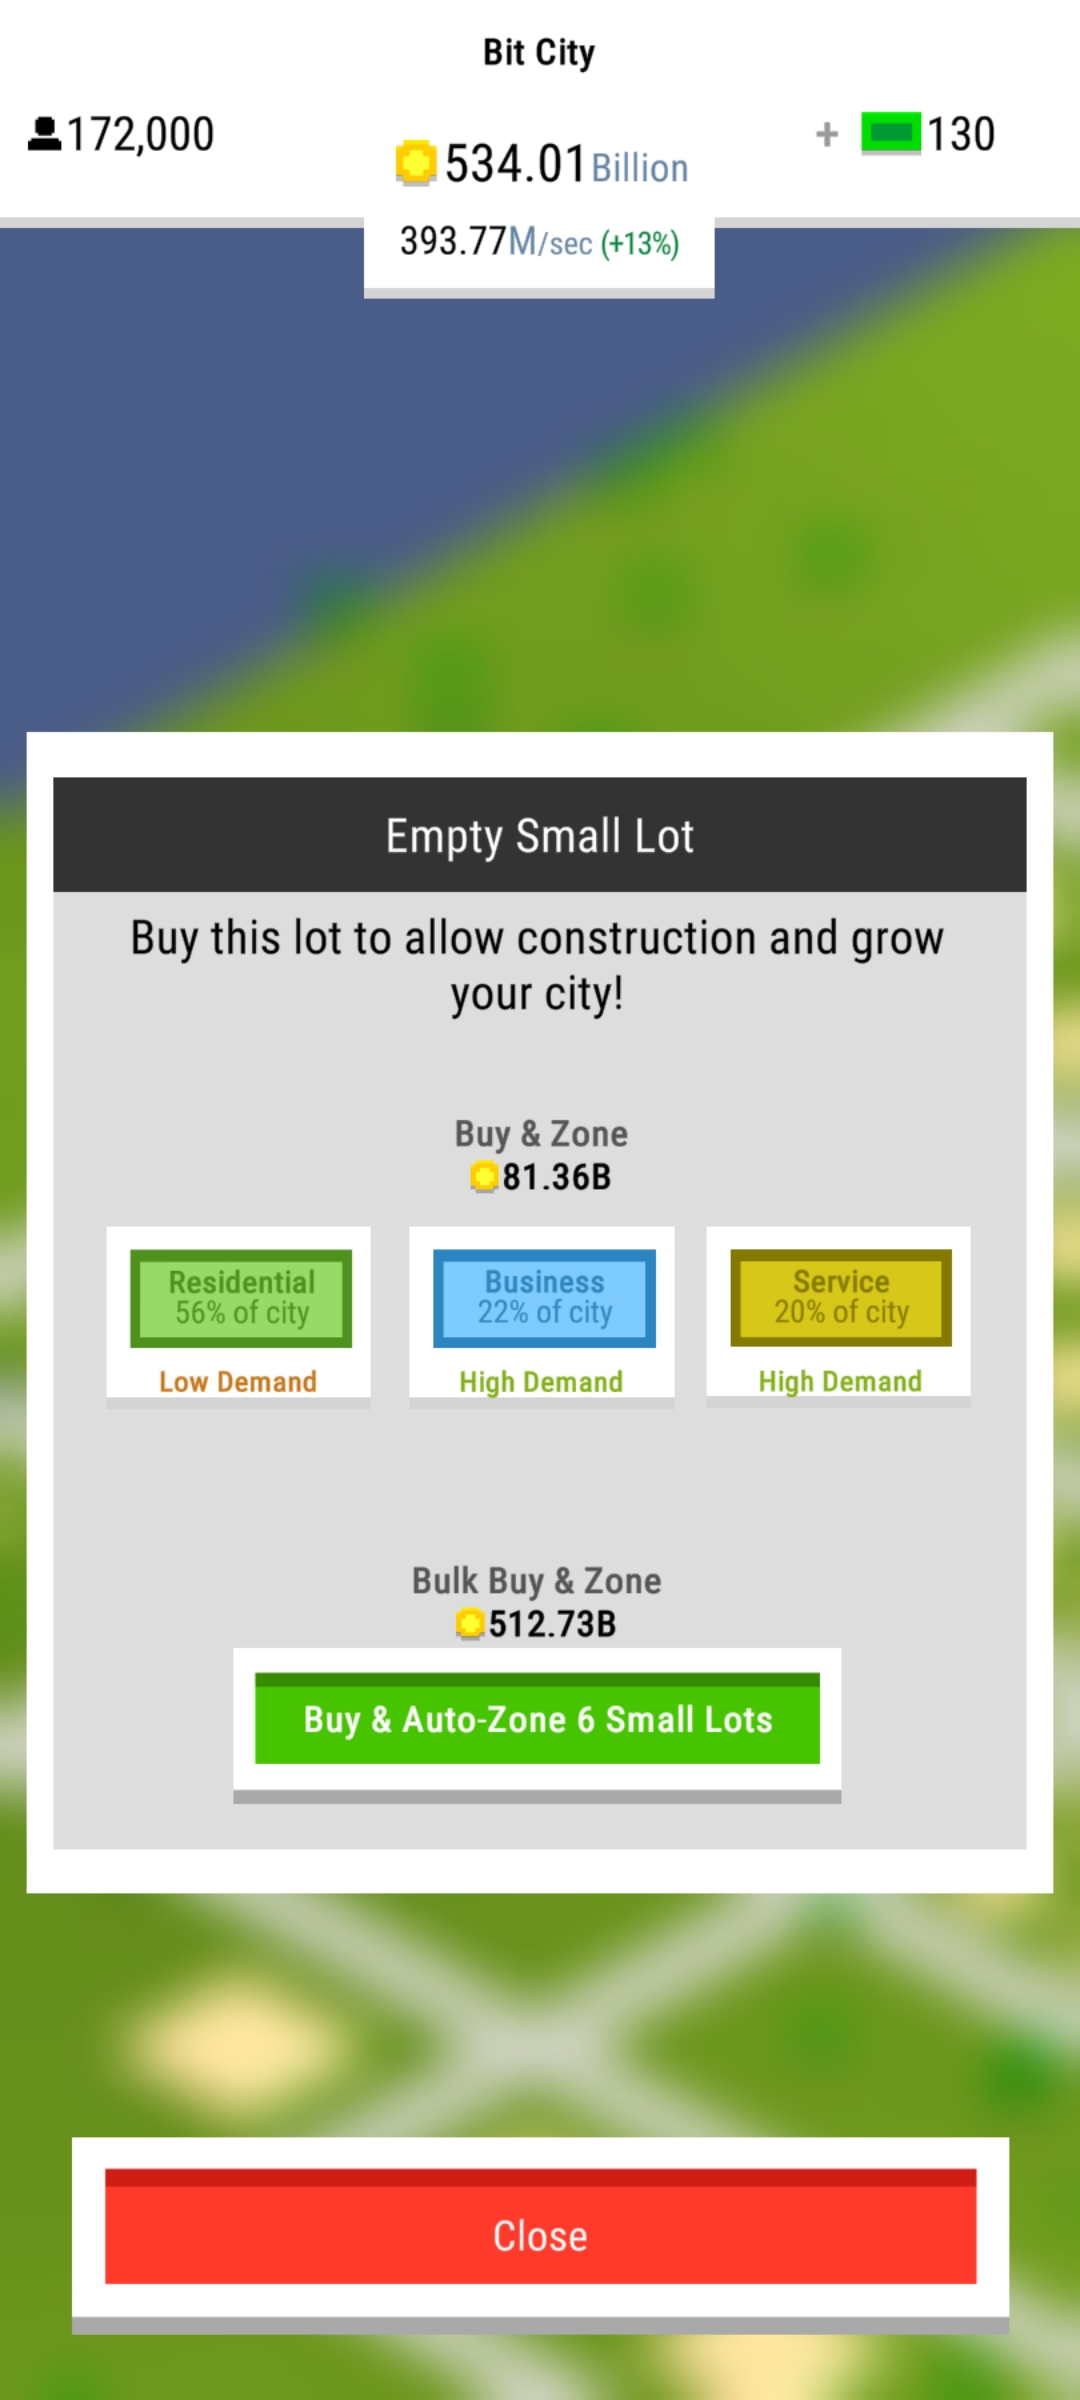 Bit City
172,000
534.01 Billion
+ 130
393.77M/sec (+13%)
Empty Small Lot
Buy this lot to allow construction and grow
your city!
Buy & Zone
81.36B
Residential
56% of city
Low Demand
Business
22% of city
High Demand
Service
20% of city
High Demand
Bulk Buy & Zone
512.73B
Buy & Auto-Zone 6 Small Lots
Close